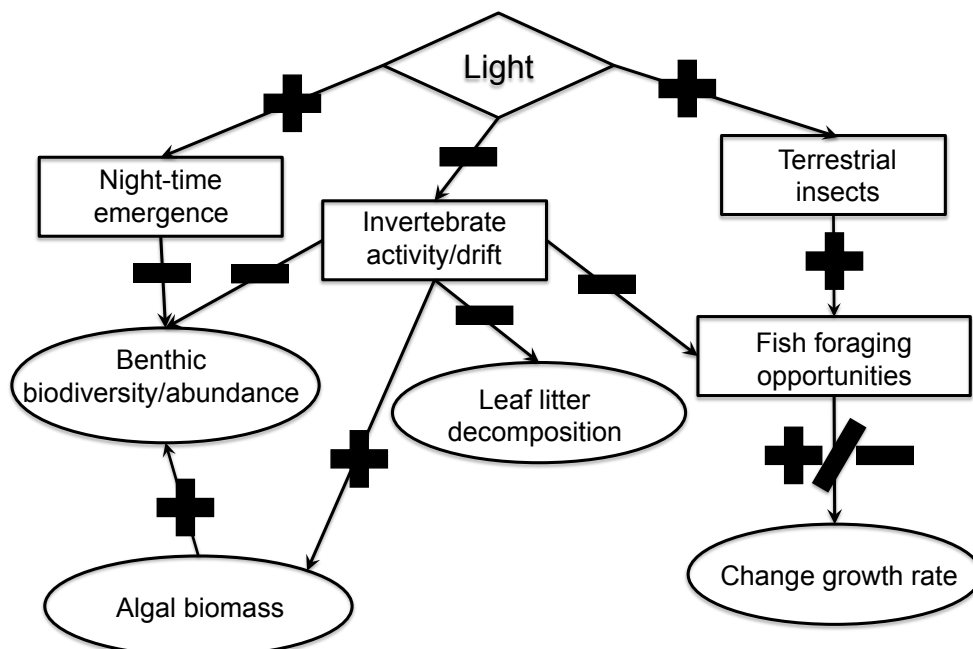 Light
Night-time
emergence
Invertebrate
activity/drift
Terrestrial
insects
Benthic
biodiversity/abundance
Leaf litter
decomposition
Fish foraging
opportunities
Algal biomass
Change growth rate